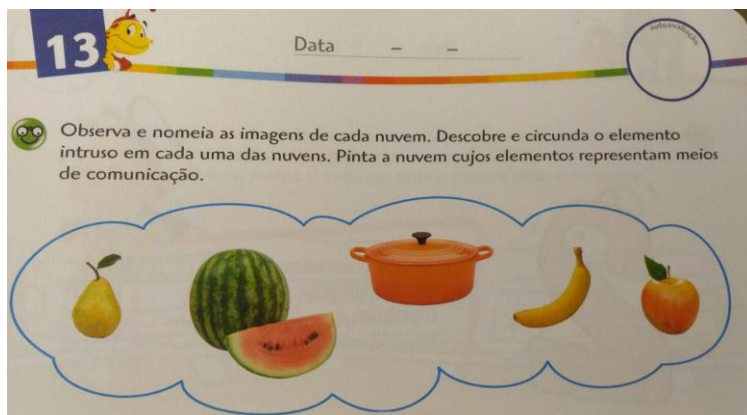 13
Data – –
autoavaliação
Observa e nomeia as imagens de cada nuvem. Descobre e circunda o elemento
intruso em cada uma das nuvens. Pinta a nuvem cujos elementos representam meios
de comunicação.